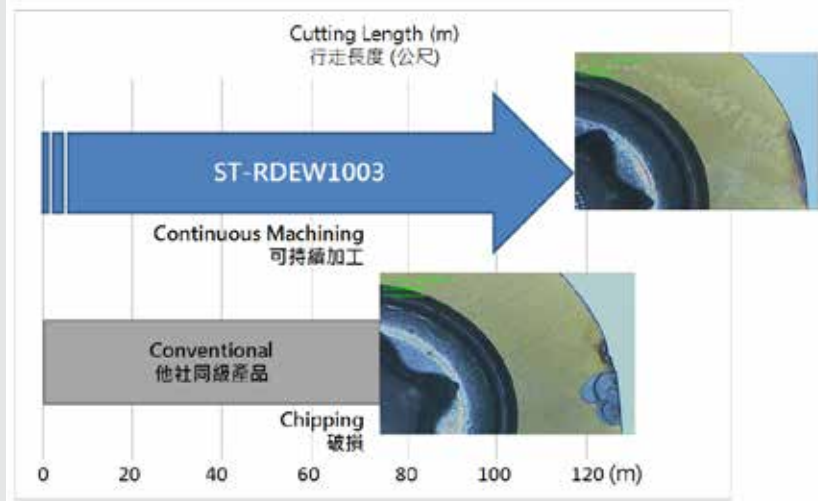 Cutting Length (m)
行走長度 (公尺)
ST-RDEW1003
Continuous Machining
可持續加工
Conventional
他社同級產品
Chipping
破損
0 20 40 60 80 100 120 (m)